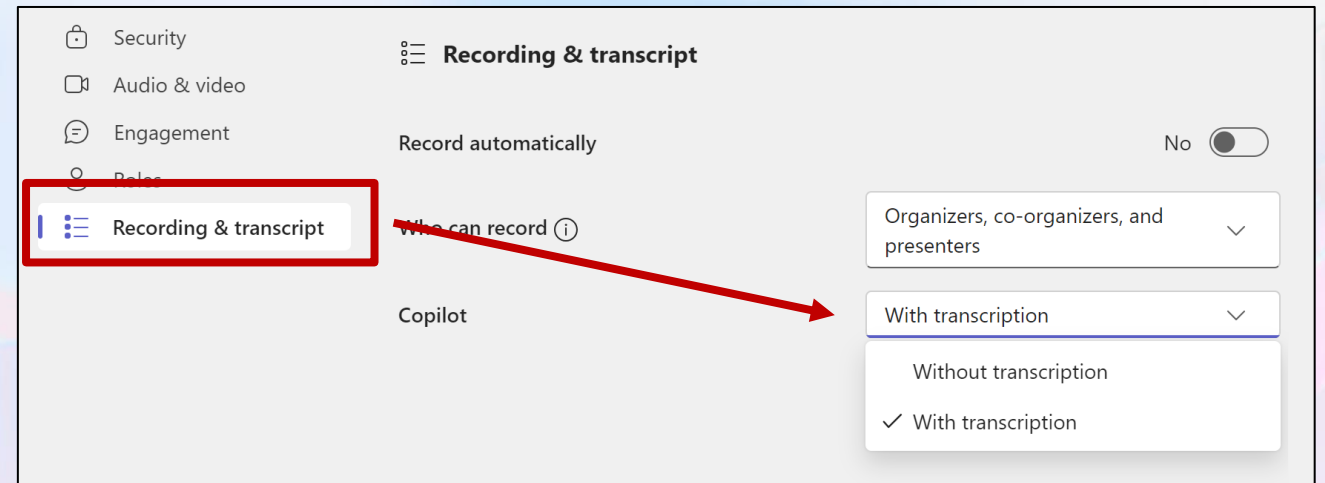 Security
Audio & video
Engagement
Roles
Recording & transcript
Recording & transcript
Record automatically
No
Who can record
Organizers, co-organizers, and
presenters
Copilot
With transcription
Without transcription
With transcription